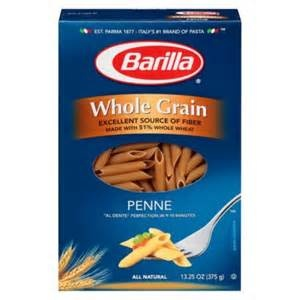 EST. PARMA 1877 • ITALY'S #1 BRAND OF PASTA
Barilla
Whole Grain
EXCELLENT SOURCE OF FIBER
MADE WITH 51% WHOLE WHEAT
PENNE
"AL DENTE" PERFECTION IN 9-10 MINUTES
ALL NATURAL
13.25 OZ (375 g)